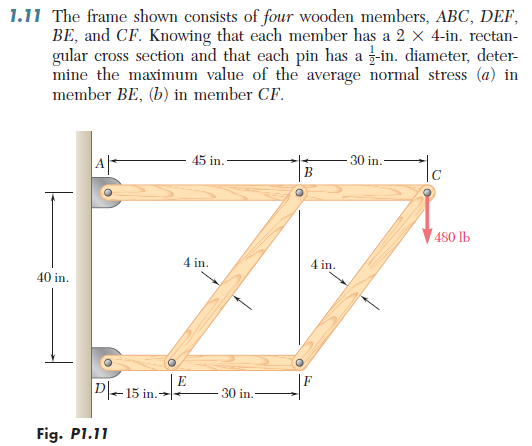 1.11 The frame shown consists of four wooden members, ABC, DEF,
BE, and CF. Knowing that each member has a 2 × 4-in. rectan-
gular cross section and that each pin has a 1/2-in. diameter, deter-
mine the maximum value of the average normal stress (a) in
member BE, (b) in member CF.
A
45 in.
B
30 in.
C
480 lb
4 in.
4 in.
40 in.
D
15 in.
E
30 in.
F
Fig. P1.11